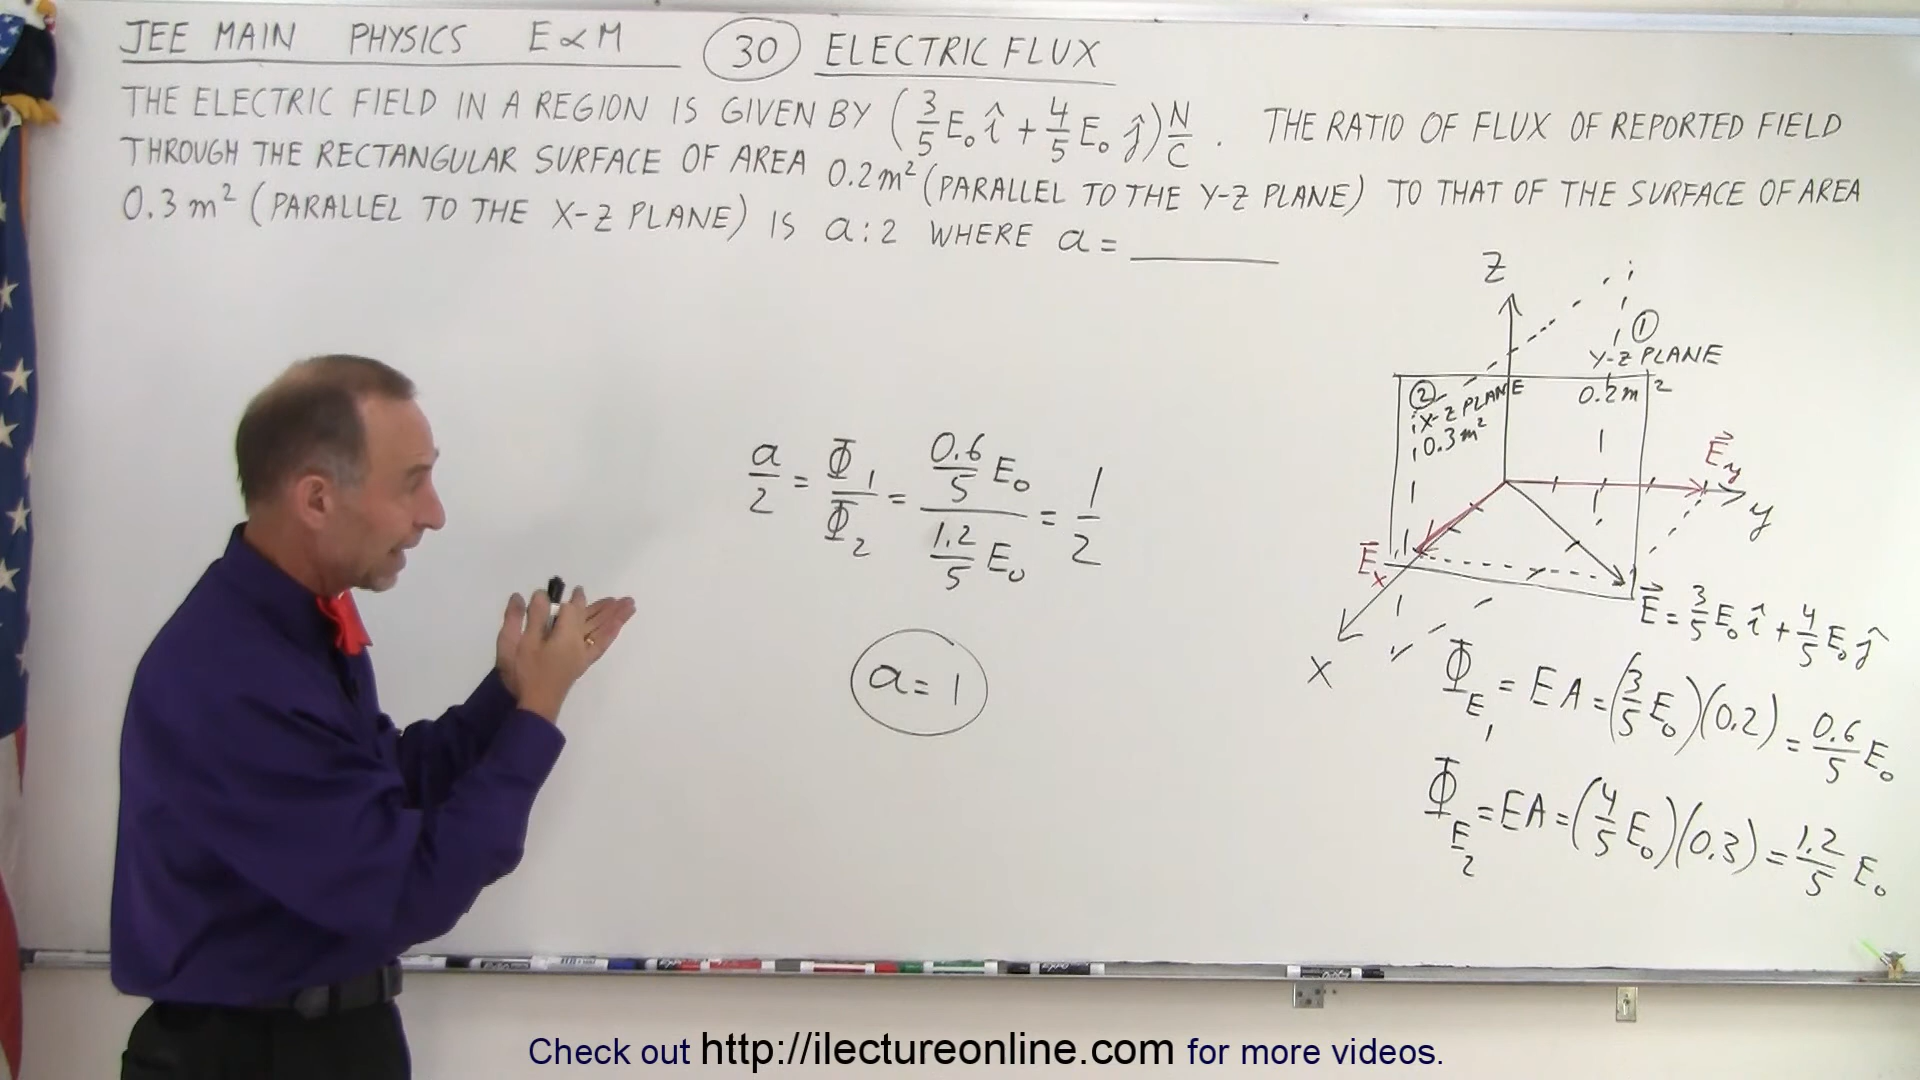 JEE MAIN PHYSICS E∝M (30) ELECTRIC FLUX
THE ELECTRIC FIELD IN A REGION IS GIVEN BY (3/5 E₀ î + 4/5 E₀ ĵ) N/C . THE RATIO OF FLUX OF REPORTED FIELD
THROUGH THE RECTANGULAR SURFACE OF AREA 0.2 m² (PARALLEL TO THE Y-Z PLANE) TO THAT OF THE SURFACE OF AREA
0.3 m² (PARALLEL TO THE X-Z PLANE) IS a:2 WHERE a = ______
Z
① 
Y-Z PLANE
0.2 m²
②
X-Z PLANE
0.3 m²
E⃗y
y
E⃗x
X
E⃗ = 3/5 E₀ î + 4/5 E₀ ĵ
a/2 = Φ₁/Φ₂ = (0.6/5 E₀)/(1.2/5 E₀) = 1/2
a = 1
Φ_E₁ = EA = (3/5 E₀)(0.2) = 0.6/5 E₀
Φ_E₂ = EA = (4/5 E₀)(0.3) = 1.2/5 E₀
Check out http://ilectureonline.com for more videos.